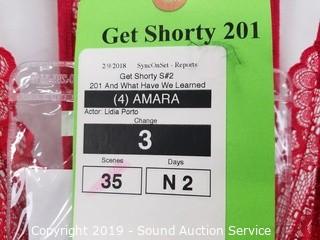 Get Shorty 201
2/9/2018 SyncOnSet - Reports
Get Shorty S#2
201 And What Have We Learned
(4) AMARA
Actor: Lidia Porto
Change
3
Scenes Days
35 N 2
Copyright 2019 - Sound Auction Service